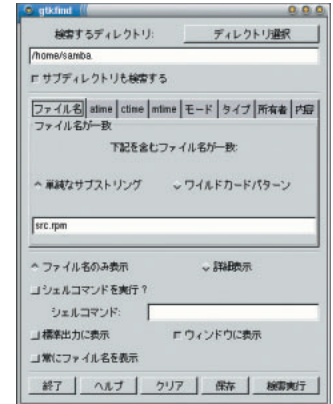 gtkfind
検索するディレクトリ: ディレクトリ選択
/home/samba
サブディレクトリも検索する
ファイル名 atime ctime mtime モード タイプ 所有者 内容
ファイル名が一致
下記を含むファイル名が一致:
単純なサブストリング ワイルドカードパターン
src.rpm
ファイル名のみ表示 詳細表示
シェルコマンドを実行?
シェルコマンド:
標準出力に表示 ウィンドウに表示
常にファイル名を表示
終了 ヘルプ クリア 保存 検索実行